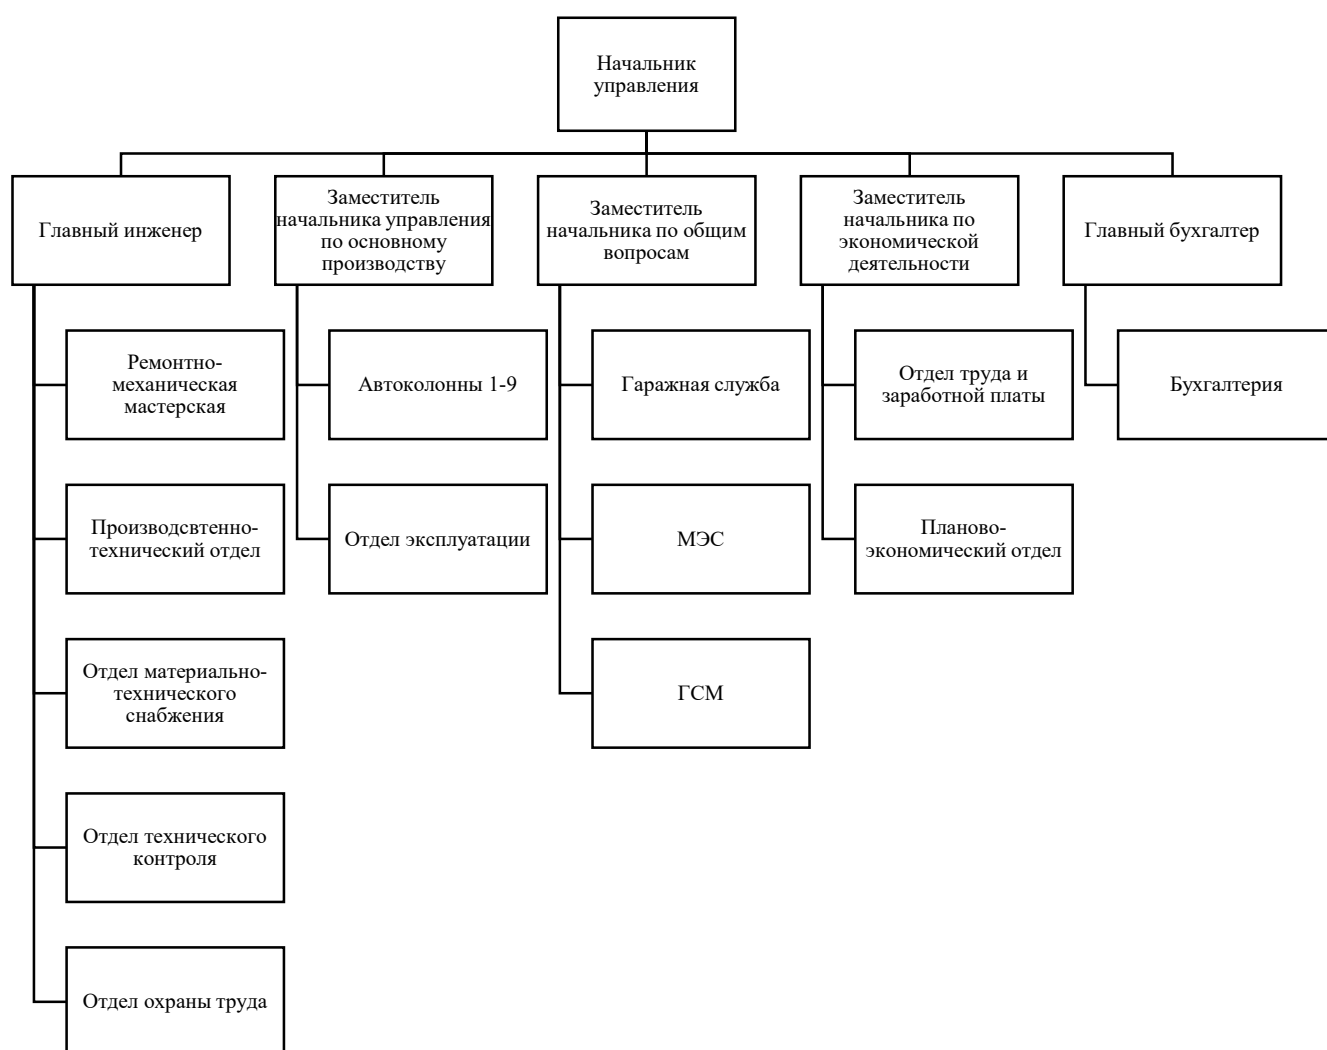 Начальник
управления
Главный инженер
Заместитель
начальника управления
по основному
производству
Заместитель
начальника по общим
вопросам
Заместитель
начальника по
экономической
деятельности
Главный бухгалтер
Ремонтно-
механическая
мастерская
Автоколонны 1-9
Гаражная служба
Отдел труда и
заработной платы
Бухгалтерия
Производсвтенно-
технический отдел
Отдел эксплуатации
МЭС
Планово-
экономический отдел
Отдел материально-
технического
снабжения
ГСМ
Отдел технического
контроля
Отдел охраны труда